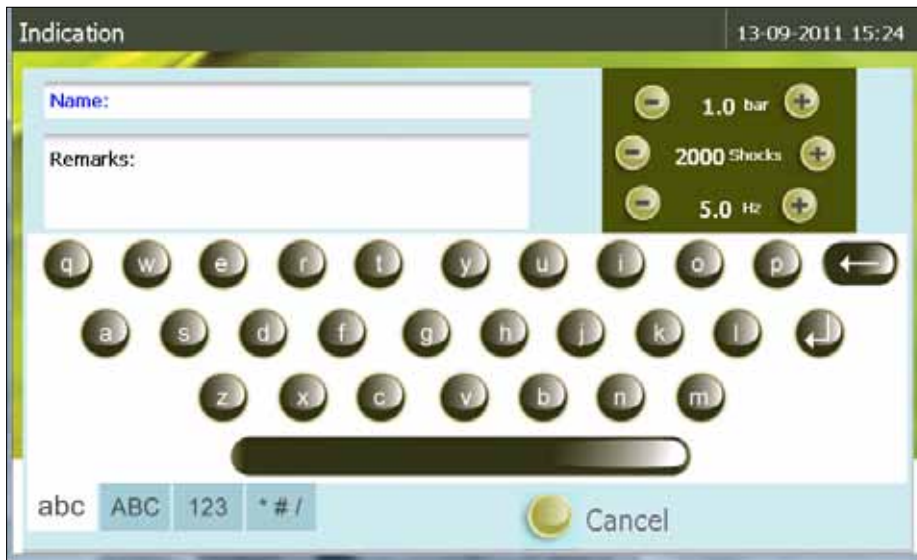 Indication 13-09-2011 15:24
Name:
Remarks:
- 1.0 bar +
- 2000 Shocks +
- 5.0 Hz +
q w e r t y u i o p ←
a s d f g h j k l ↵
z x c v b n m
abc ABC 123 * # / Cancel